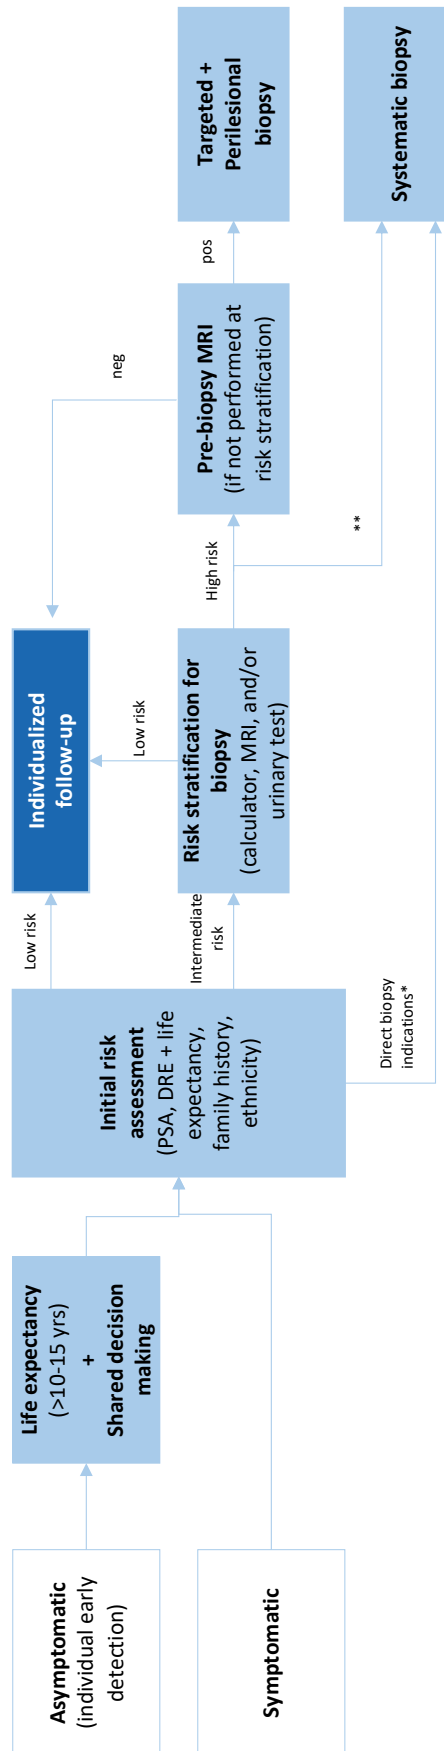 Asymptomatic
(individual early
detection)
Symptomatic
Life expectancy
(>10-15 yrs)
+
Shared decision
making
Initial risk
assessment
(PSA, DRE + life
expectancy,
family history,
ethnicity)
Low risk
Intermediate
risk
Direct biopsy
indications*
Individualized
follow-up
Low risk
Risk stratification for
biopsy
(calculator, MRI, and/or
urinary test)
High risk
**
neg
Pre-biopsy MRI
(if not performed at
risk stratification)
pos
Targeted +
Perilesional
biopsy
Systematic biopsy